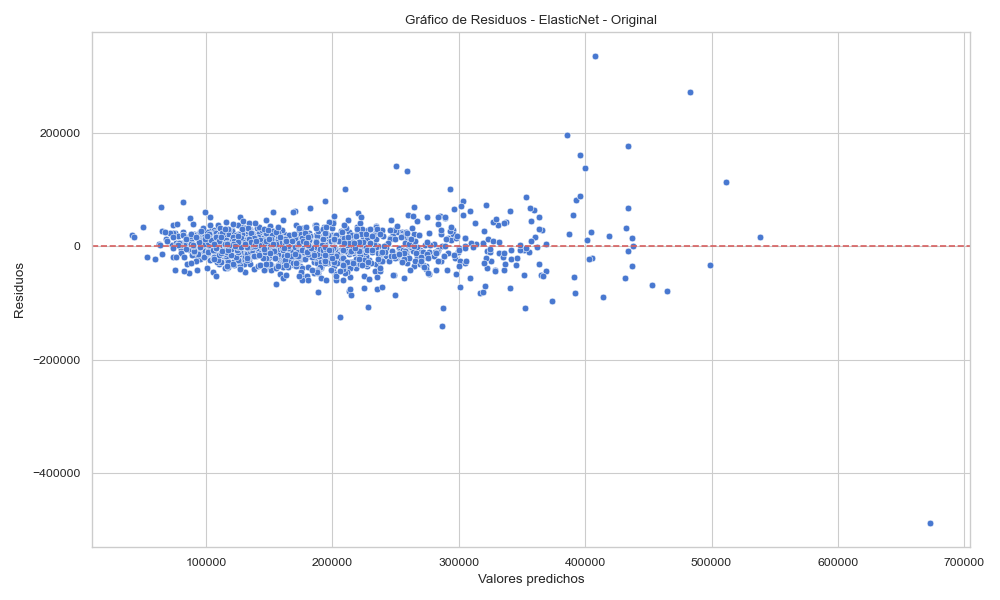 Gráfico de Residuos - ElasticNet - Original
Residuos
200000
0
−200000
−400000
100000 200000 300000 400000 500000 600000 700000
Valores predichos